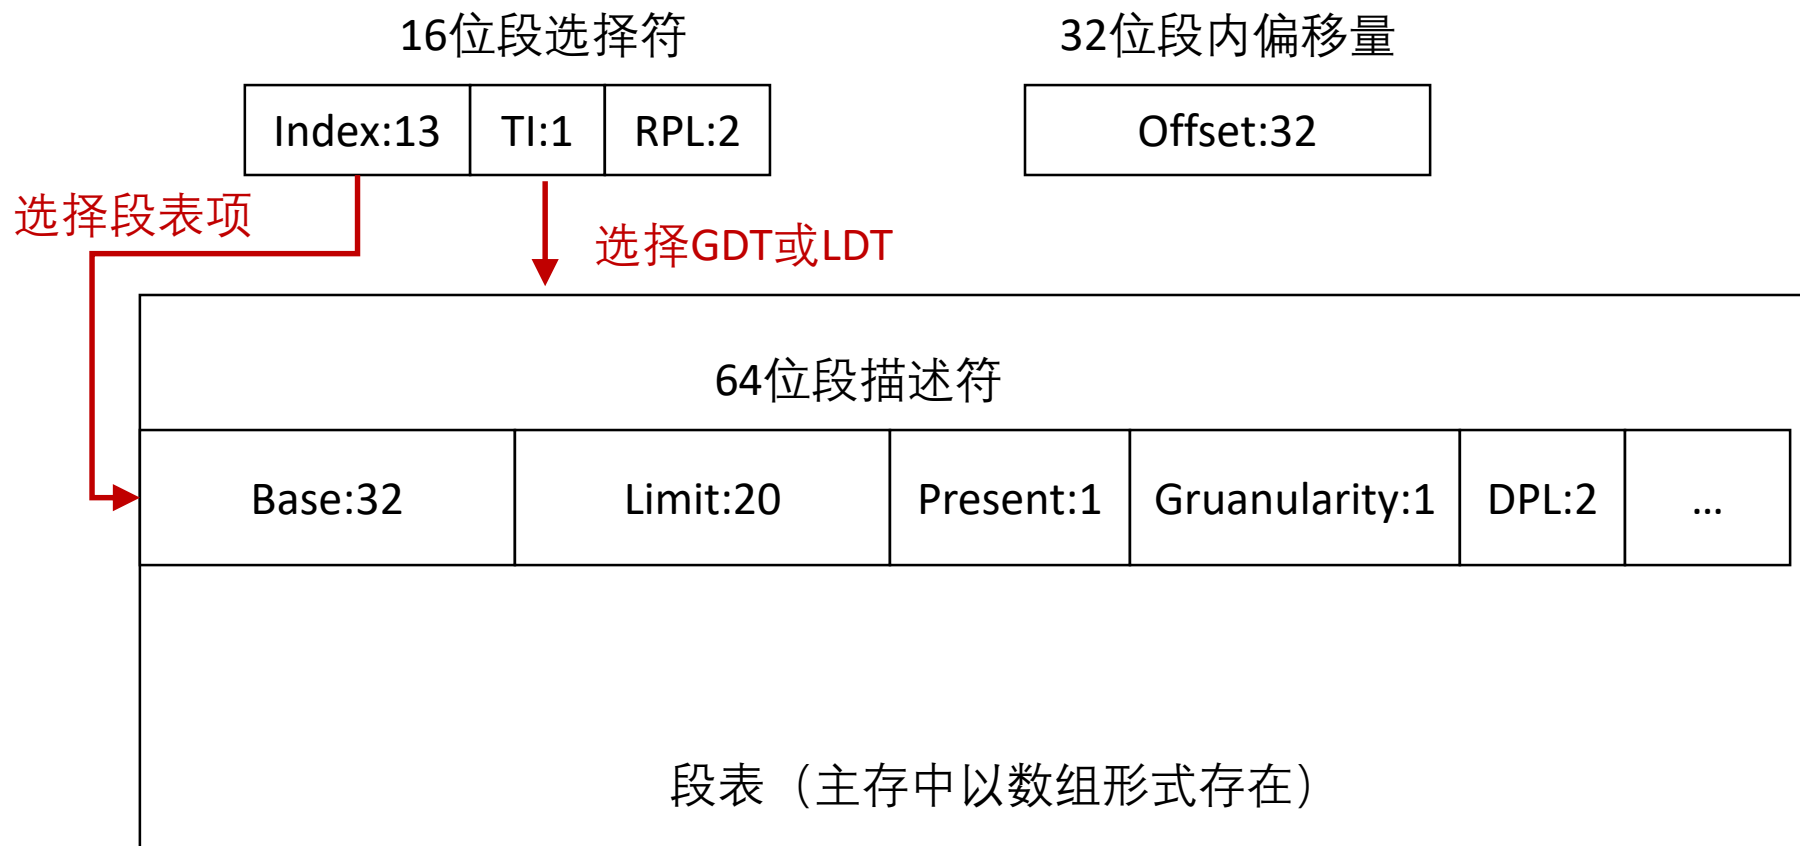 16位段选择符
32位段内偏移量
Index:13
TI:1
RPL:2
Offset:32
选择段表项
选择GDT或LDT
64位段描述符
Base:32
Limit:20
Present:1
Gruanularity:1
DPL:2
...
段表（主存中以数组形式存在）